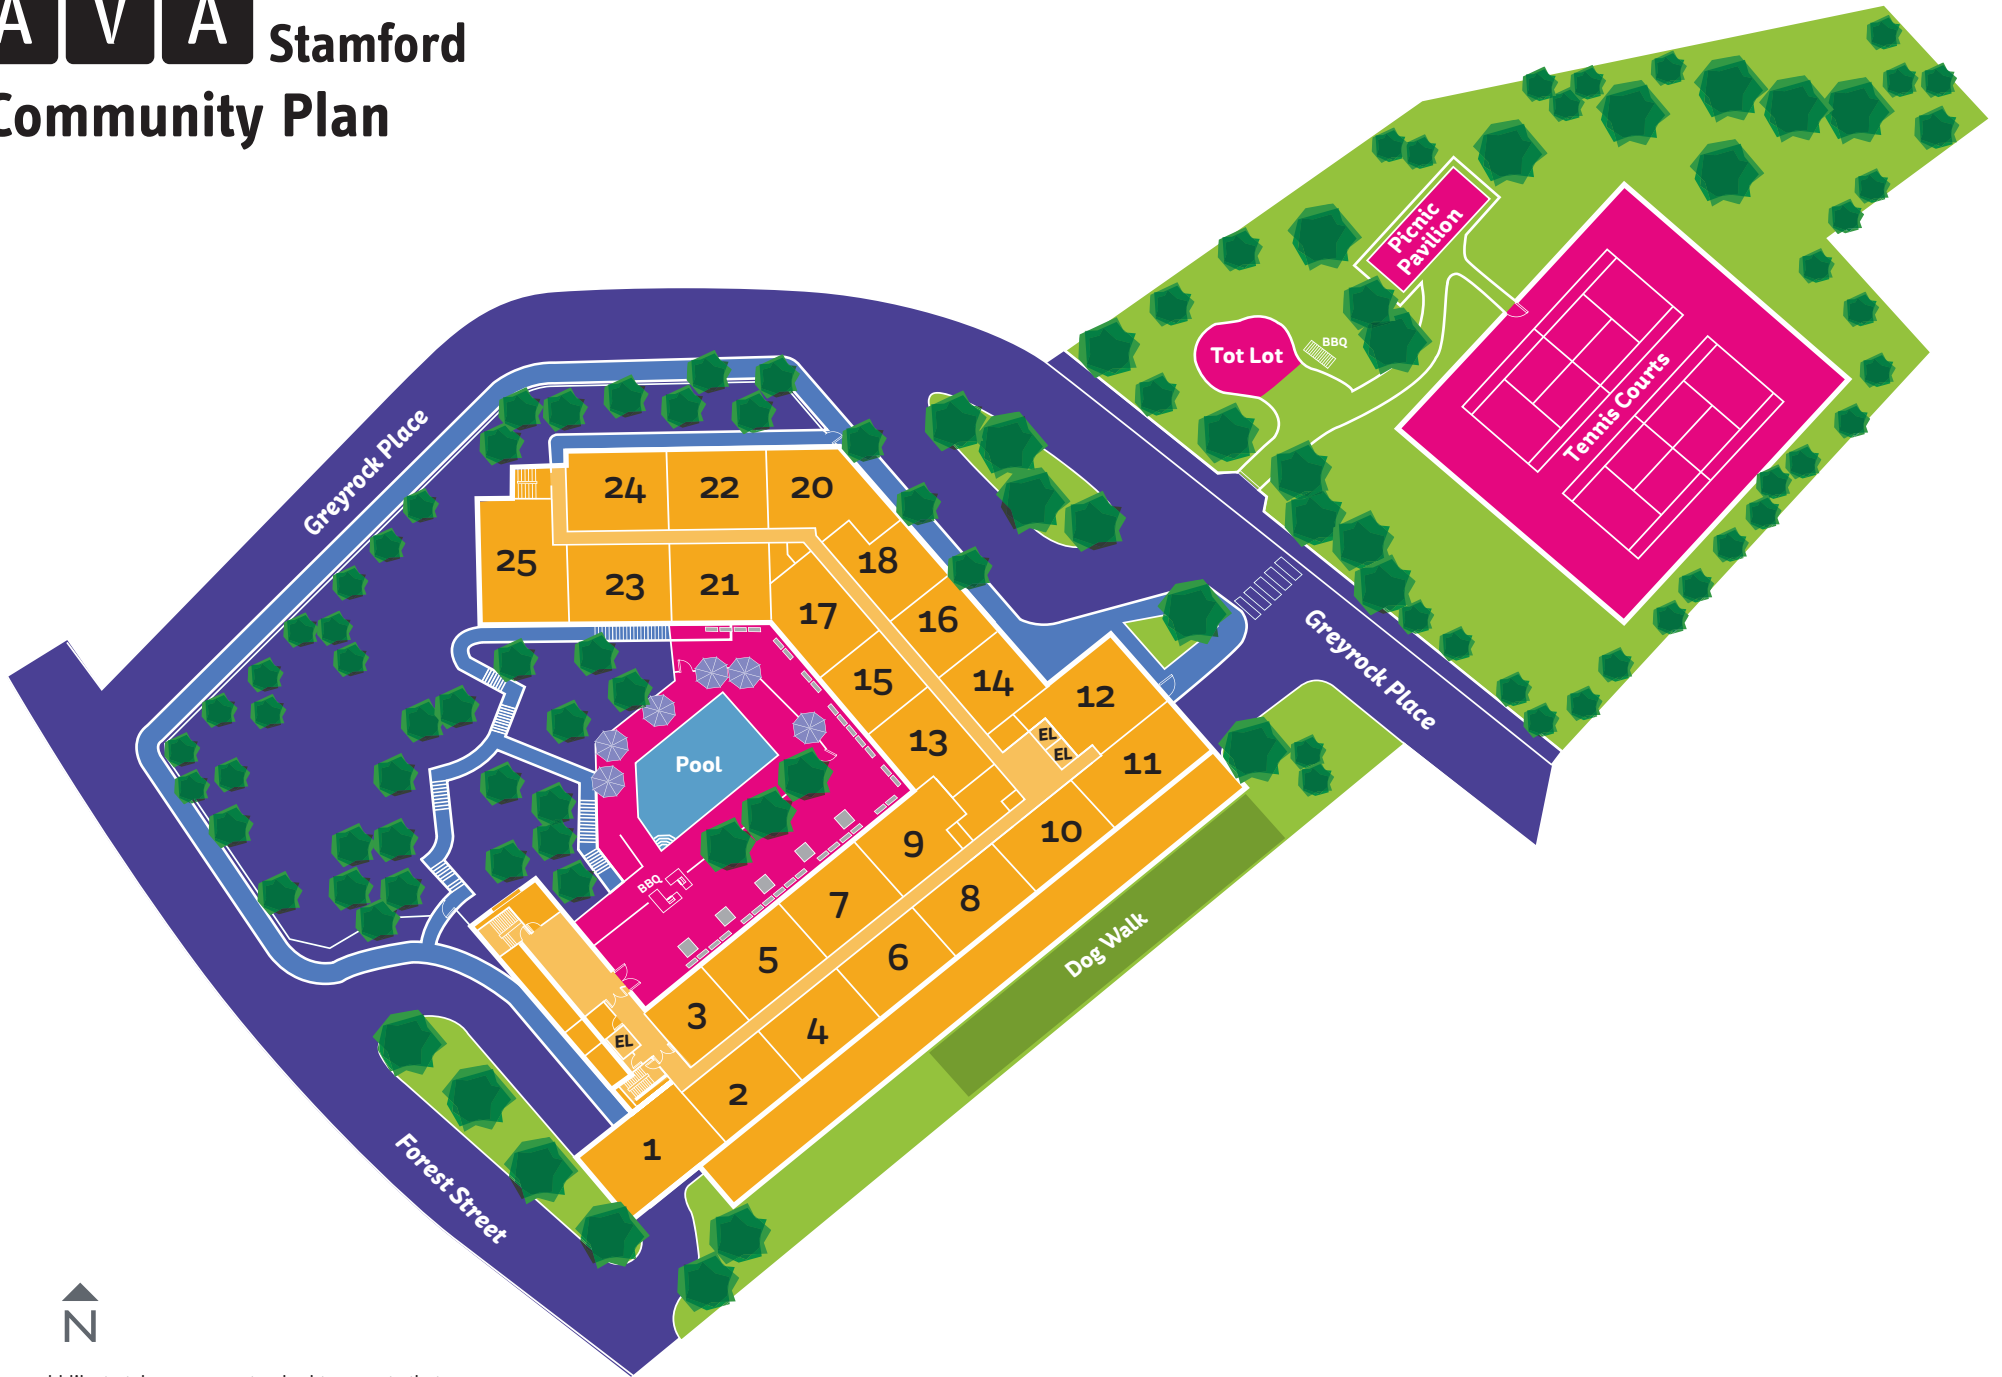 AVA Stamford
Community Plan
Picnic
Pavilion
Tot Lot
BBQ
Tennis Courts
Greyrock Place
24
22
20
25
23
21
18
17
16
15
14
13
12
EL
EL
11
10
9
8
7
6
5
4
3
2
1
EL
Pool
BBQ
Greyrock Place
Dog Walk
Forest Street
N